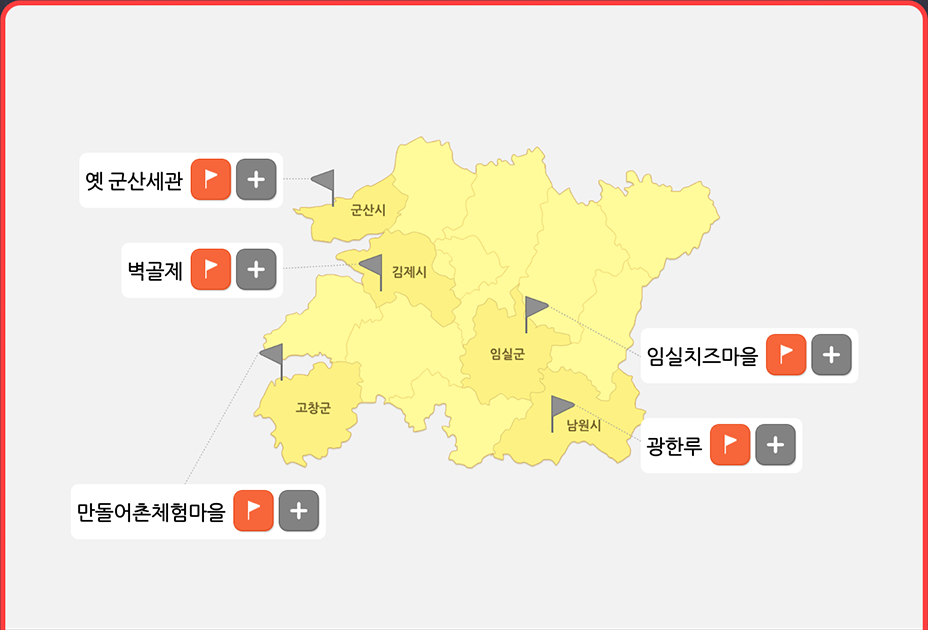 옛 군산세관
군산시
벽골제
김제시
임실치즈마을
임실군
고창군
남원시
광한루
만돌어촌체험마을